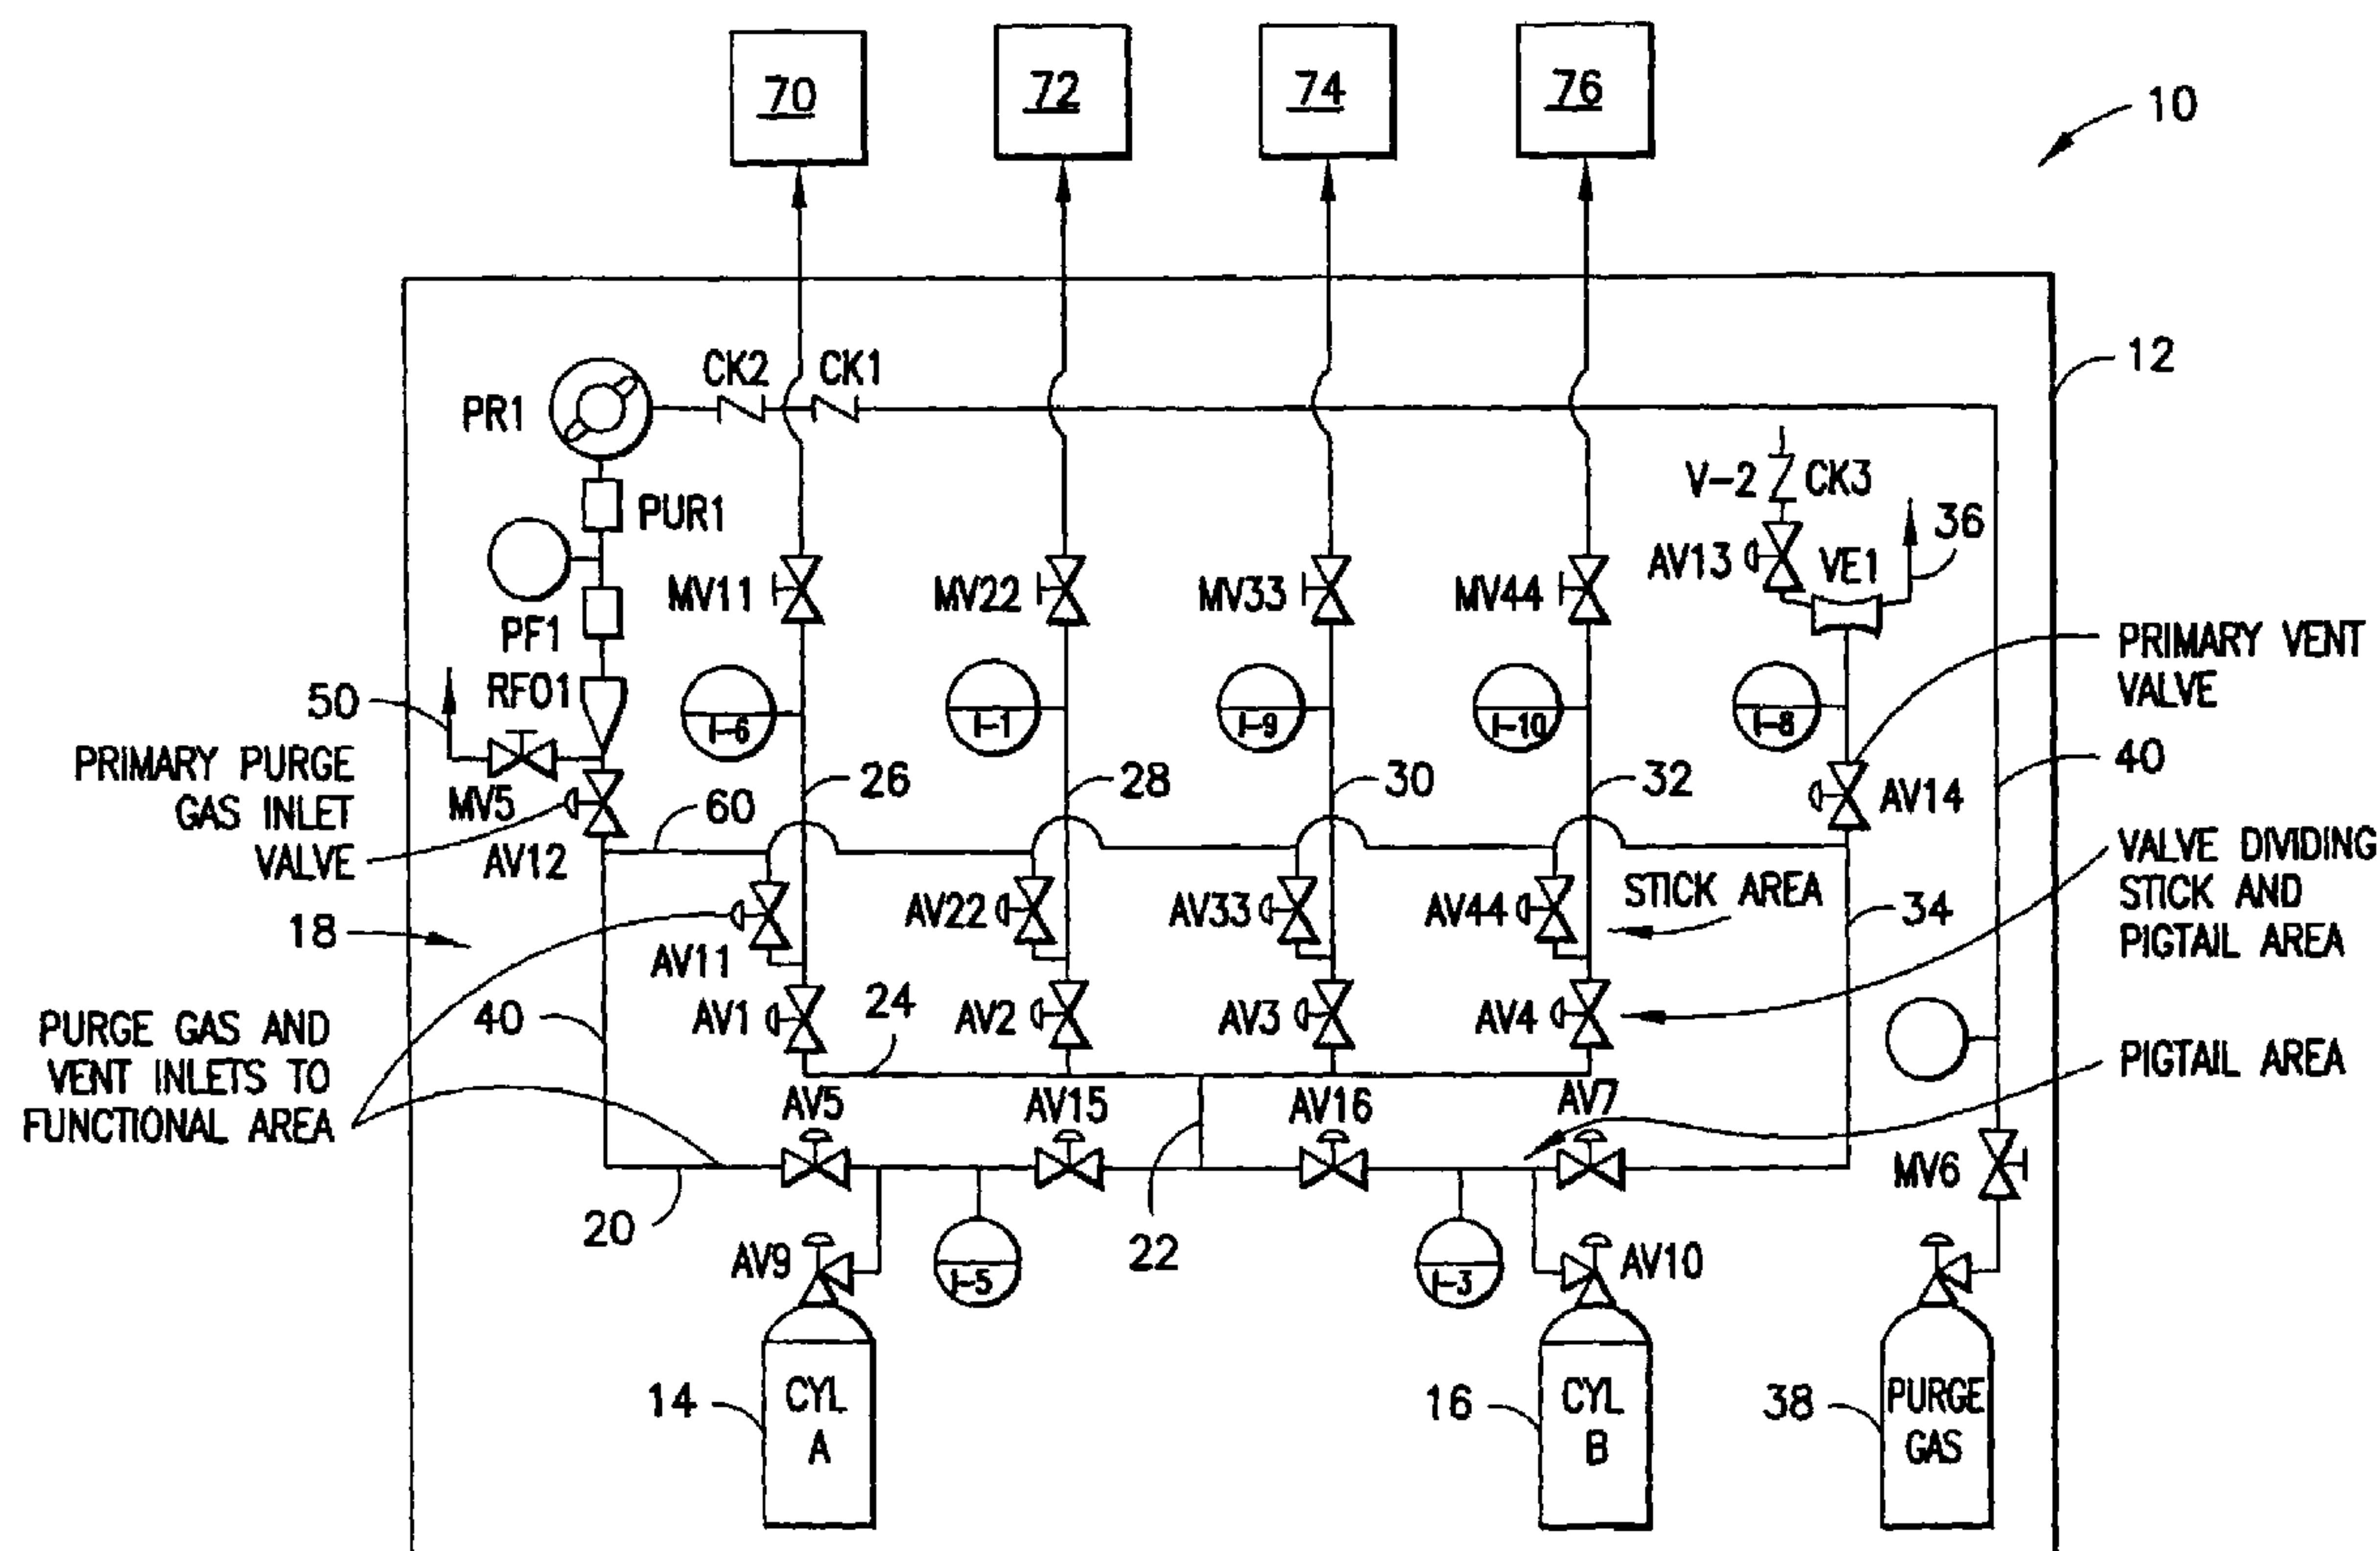 70
72
74
76
10
12
CK2
CK1
PR1
V-2
CK3
PUR1
AV13
VE1
36
MV11
MV22
MV33
MV44
PF1
PRIMARY VENT
VALVE
50
RFO1
I-6
I-1
I-9
I-10
I-8
PRIMARY PURGE
GAS INLET
VALVE
MV5
26
28
30
32
40
AV14
60
AV12
VALVE DIVIDING
STICK AND
PIGTAIL AREA
STICK AREA
AV22
AV33
AV44
34
18
AV11
PURGE GAS AND
VENT INLETS TO
FUNCTIONAL AREA
40
AV1
24
AV2
AV3
AV4
PIGTAIL AREA
AV5
AV15
AV16
AV7
MV6
20
22
AV9
I-5
I-3
AV10
14
CYL
A
16
CYL
B
38
PURGE
GAS